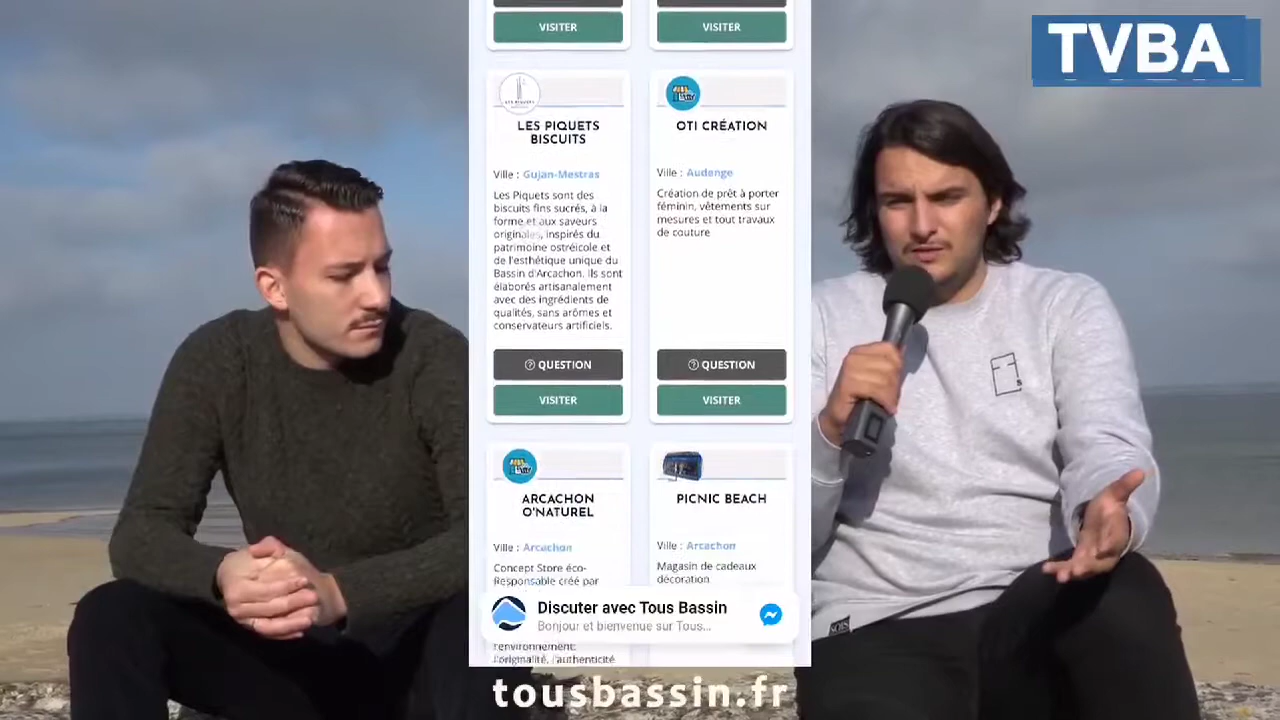 TVBA
VISITER
VISITER
LES PIQUETS
BISCUITS
Ville : Gujan-Mestras
Les Piquets sont des
biscuits fins sucrés, à la
forme et aux saveurs
originales, inspirés du
patrimoine ostréicole et
de l'esthétique unique du
Bassin d'Arcachon. Ils sont
élaborés artisanalement
avec des ingrédients de
qualités, sans arômes et
conservateurs artificiels.
QUESTION
VISITER
OTI CRÉATION
Ville : Audenge
Création de prêt à porter
féminin, vêtements sur
mesures et tout travaux
de couture
QUESTION
VISITER
ARCACHON
O'NATUREL
Ville : Arcachon
Concept Store éco-
Responsable créé par
PICNIC BEACH
Ville : Arcachon
Magasin de cadeaux
décoration
Discuter avec Tous Bassin
Bonjour et bienvenue sur Tous...
l'environnement:
l'originalité, l'authenticité
tousbassin.fr